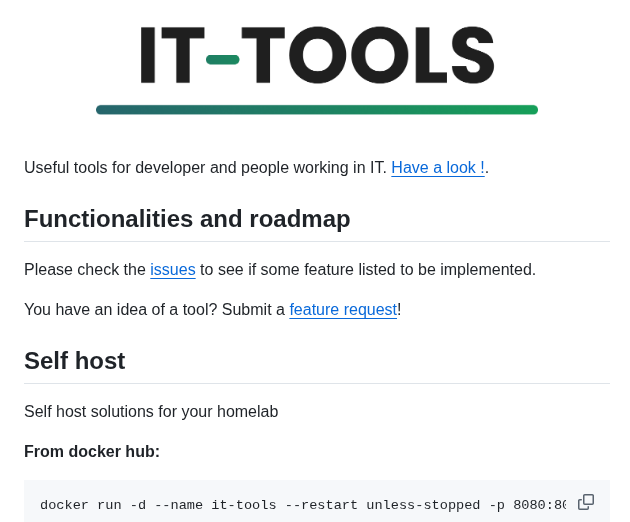 IT-TOOLS
Useful tools for developer and people working in IT. Have a look !.
Functionalities and roadmap
Please check the issues to see if some feature listed to be implemented.
You have an idea of a tool? Submit a feature request!
Self host
Self host solutions for your homelab
From docker hub:
docker run -d --name it-tools --restart unless-stopped -p 8080:80